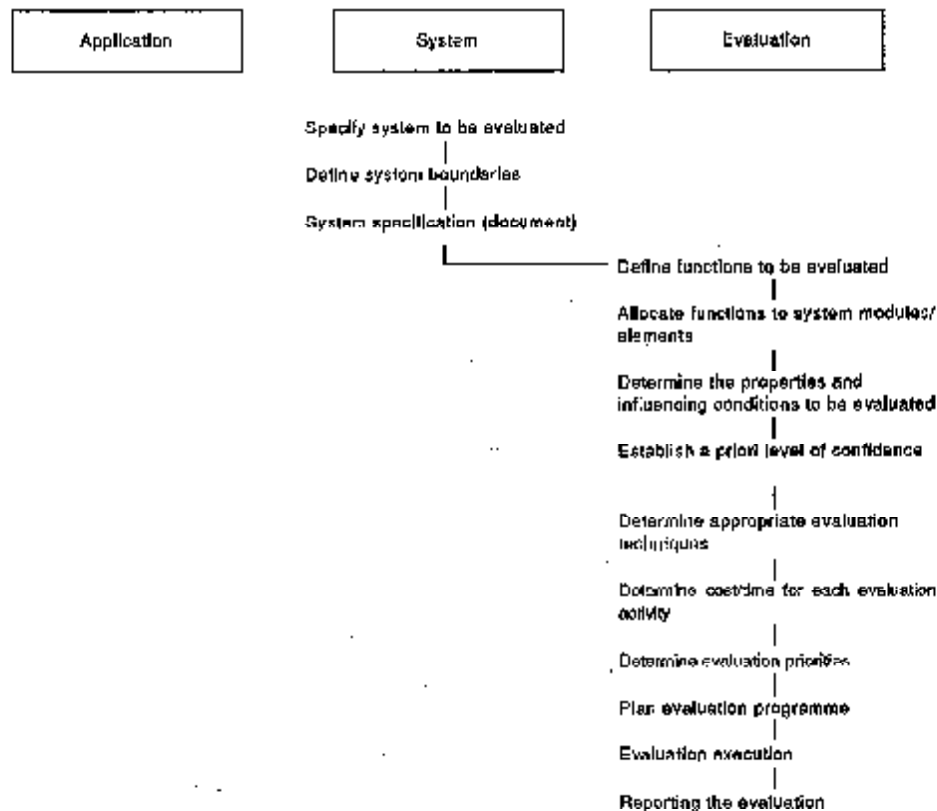 Application
System
Evaluation
Specify system to be evaluated
Define system boundaries
System specification (document)
Define functions to be evaluated
Allocate functions to system modules/
elements
Determine the properties and
influencing conditions to be evaluated
Establish a priori level of confidence
Determine appropriate evaluation
techniques
Determine cost/time for each evaluation
activity
Determine evaluation priorities
Plan evaluation programme
Evaluation execution
Reporting the evaluation